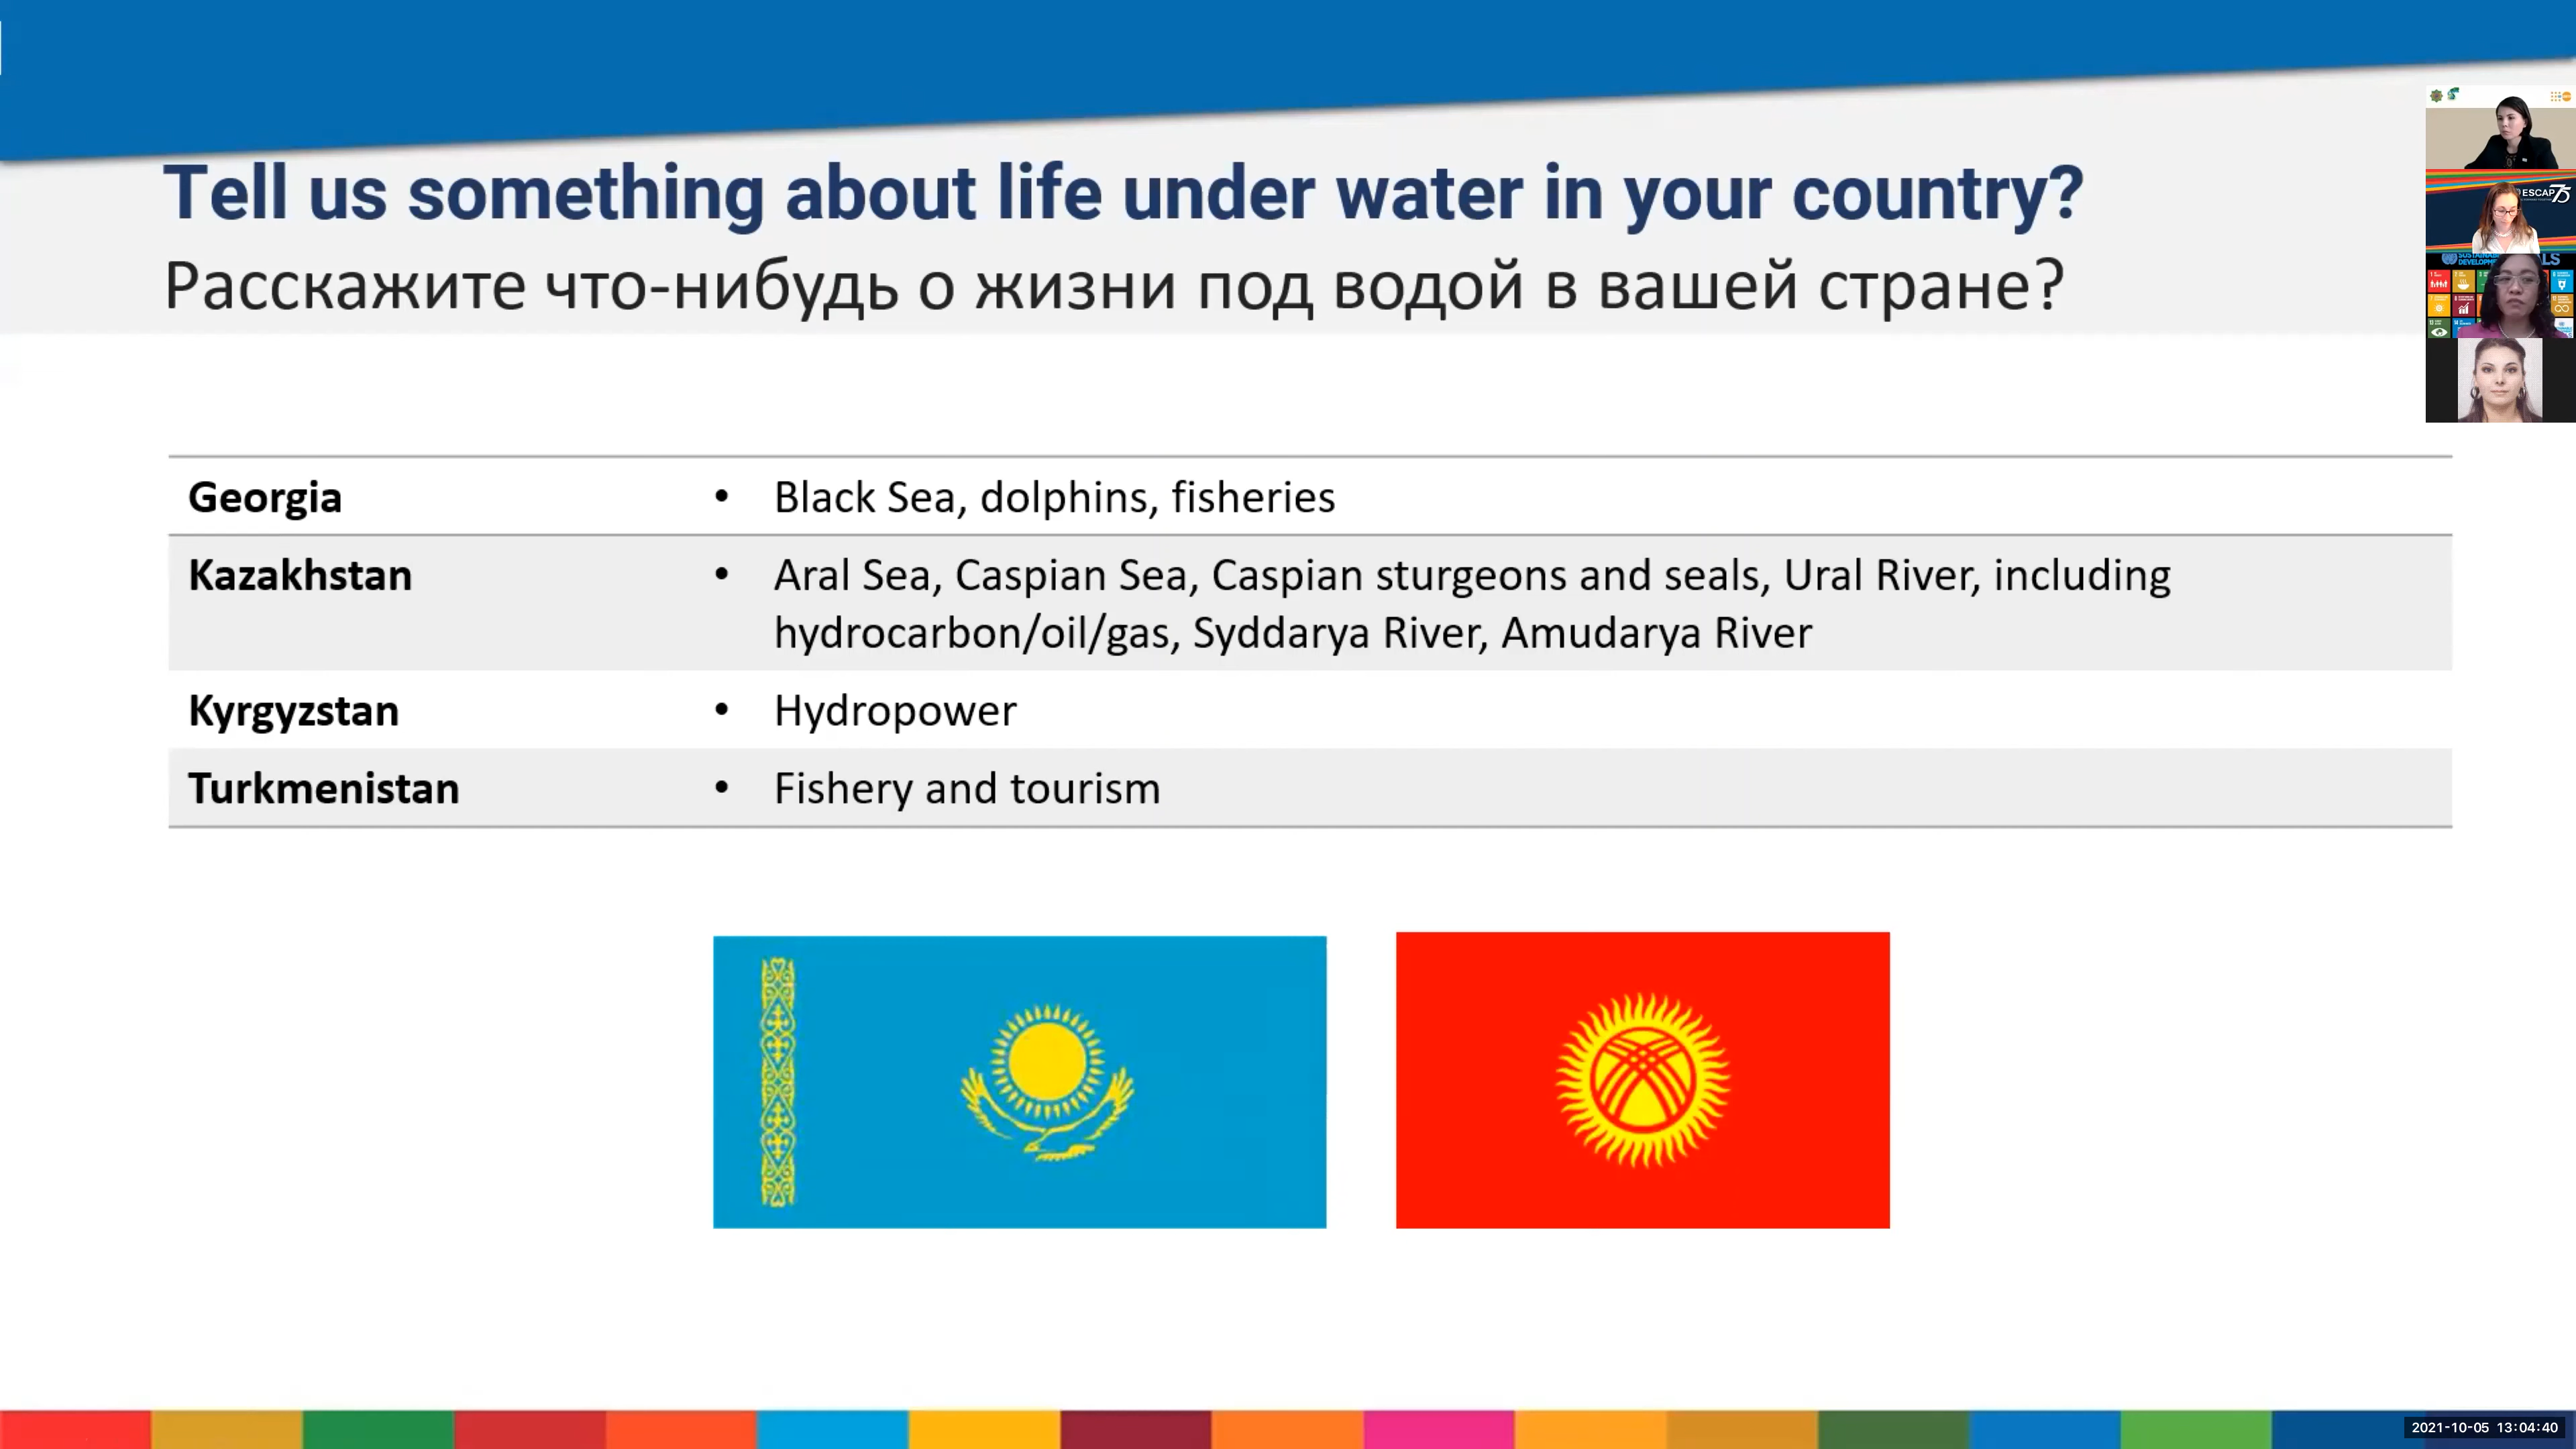 Tell us something about life under water in your country?
Расскажите что-нибудь о жизни под водой в вашей стране?
ESCAP 75
Georgia
• Black Sea, dolphins, fisheries
Kazakhstan
• Aral Sea, Caspian Sea, Caspian sturgeons and seals, Ural River, including
hydrocarbon/oil/gas, Syddarya River, Amudarya River
Kyrgyzstan
• Hydropower
Turkmenistan
• Fishery and tourism
2021-10-05 13:04:40